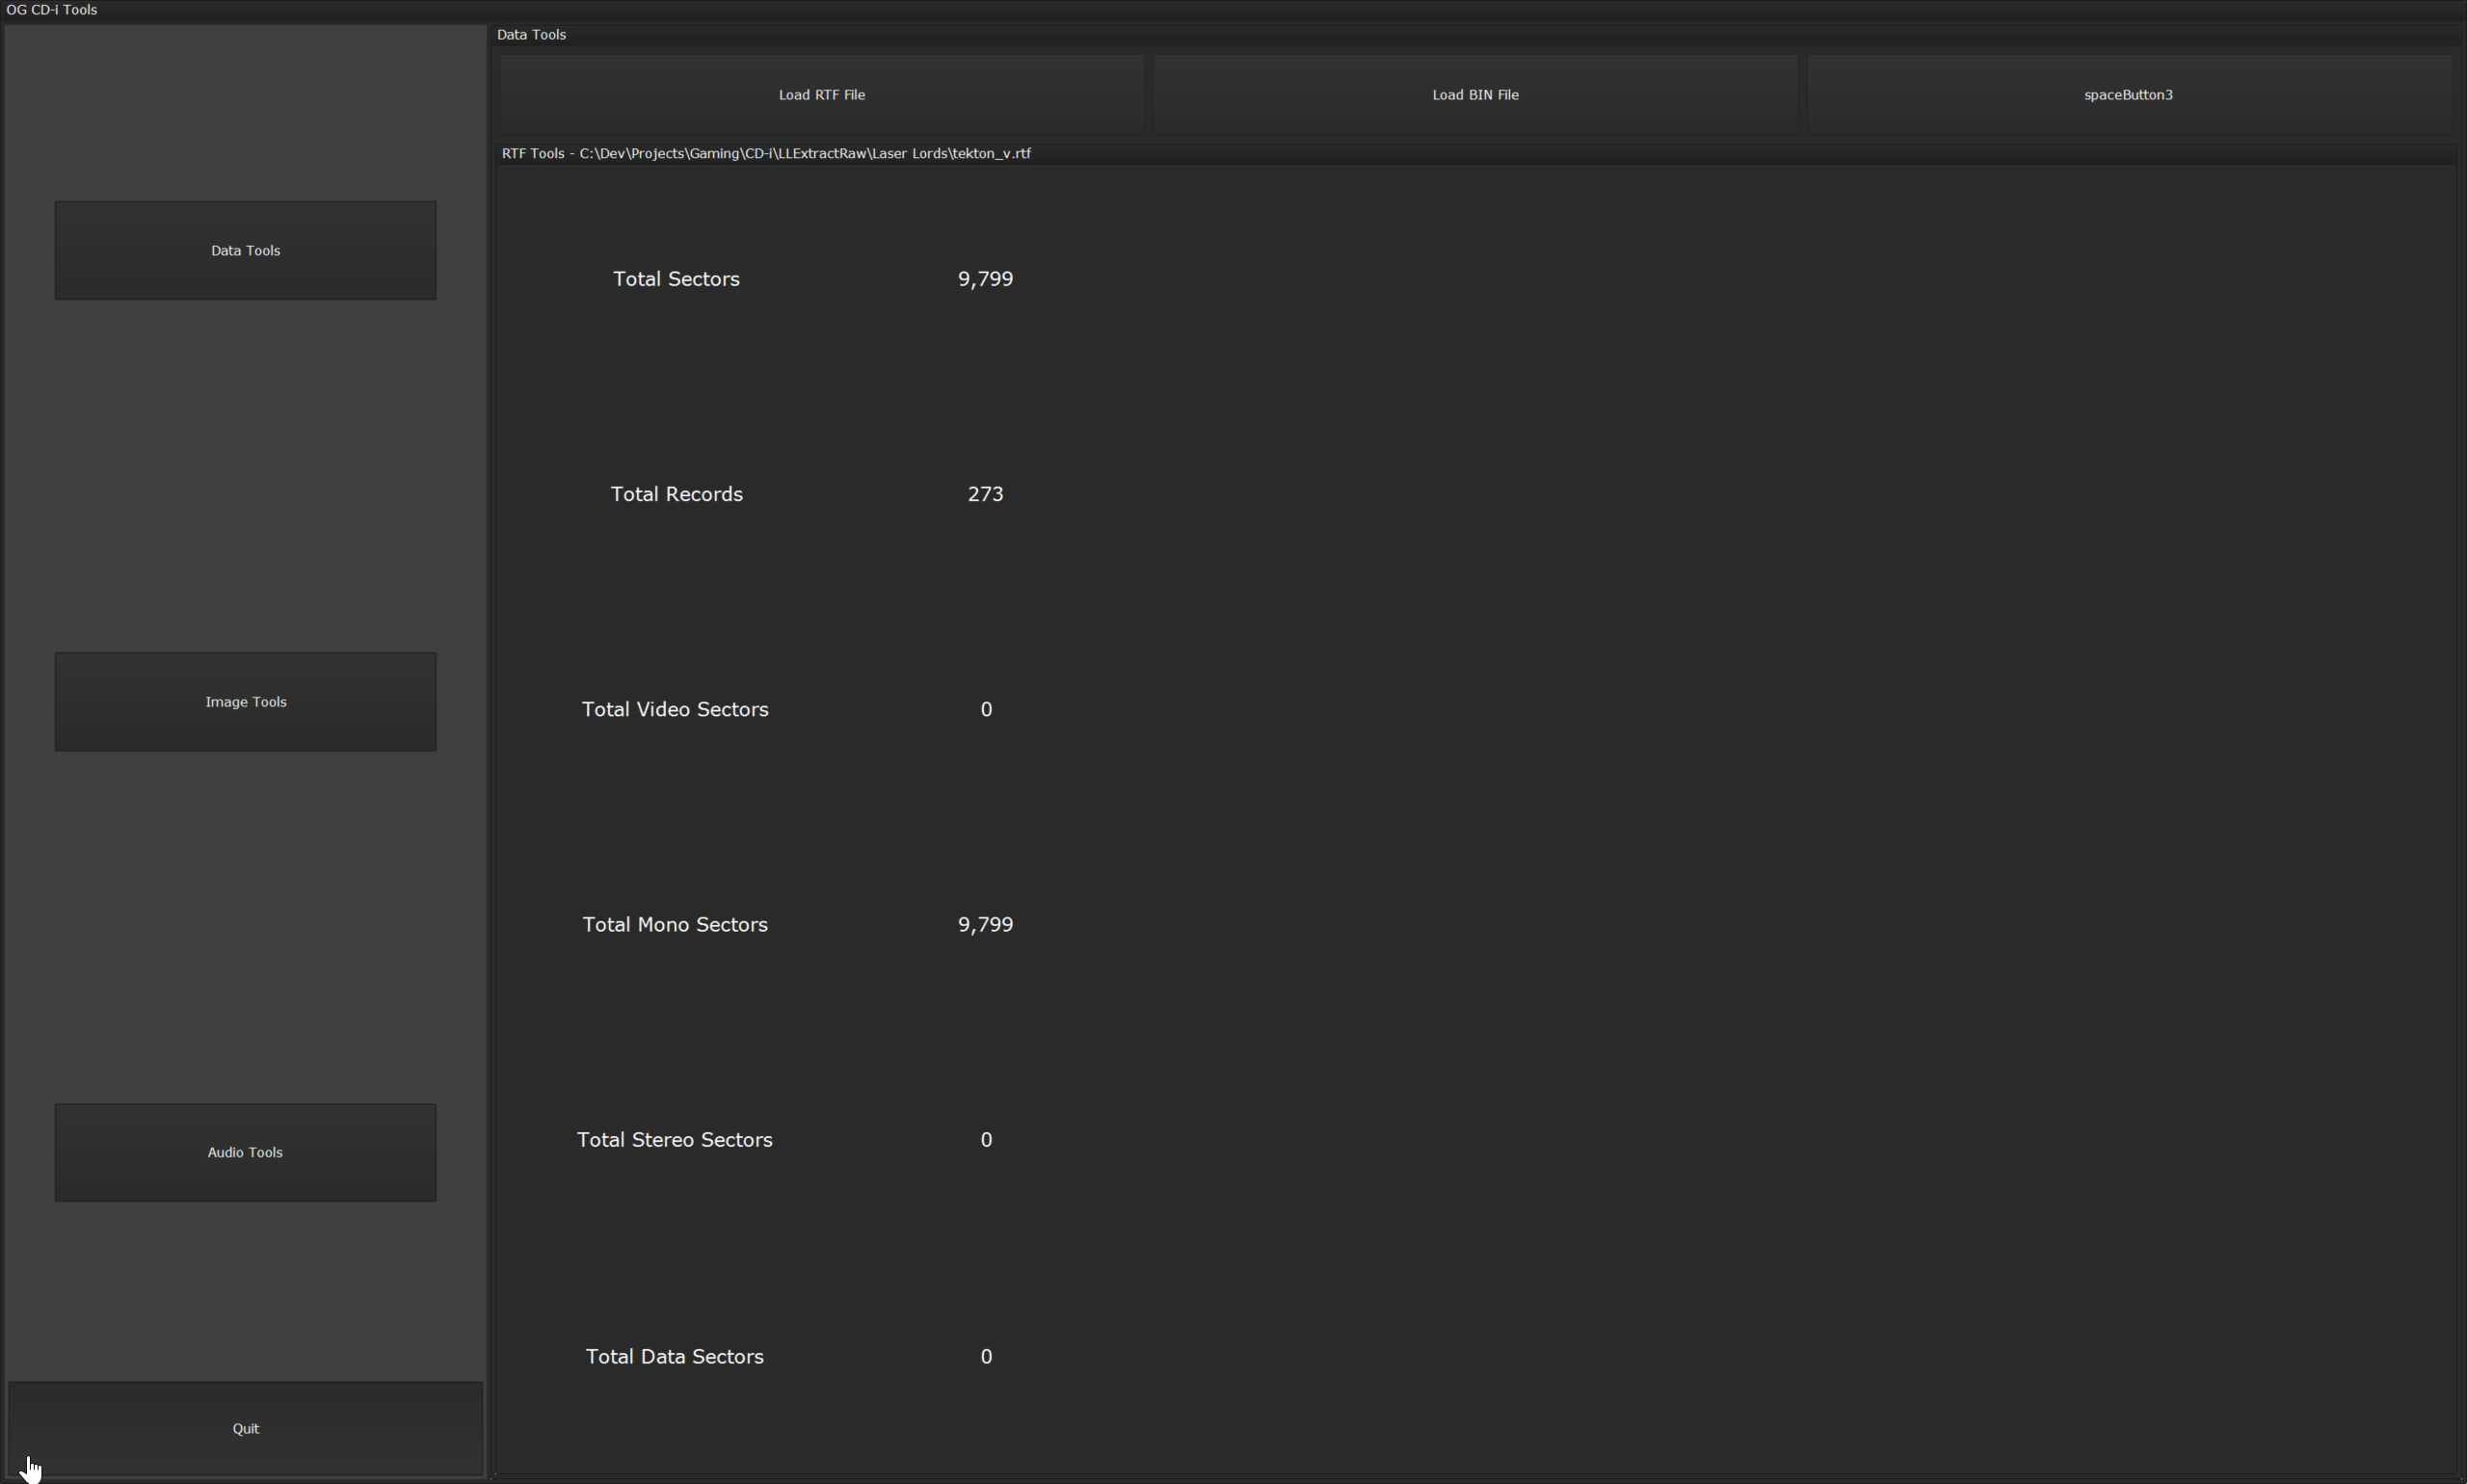 OG CD-i Tools
Data Tools
Load RTF File
Load BIN File
spaceButton3
RTF Tools - C:\Dev\Projects\Gaming\CD-i\LLExtractRaw\Laser Lords\tekton_v.rtf
Data Tools
Image Tools
Audio Tools
Quit
Total Sectors 9,799
Total Records 273
Total Video Sectors 0
Total Mono Sectors 9,799
Total Stereo Sectors 0
Total Data Sectors 0